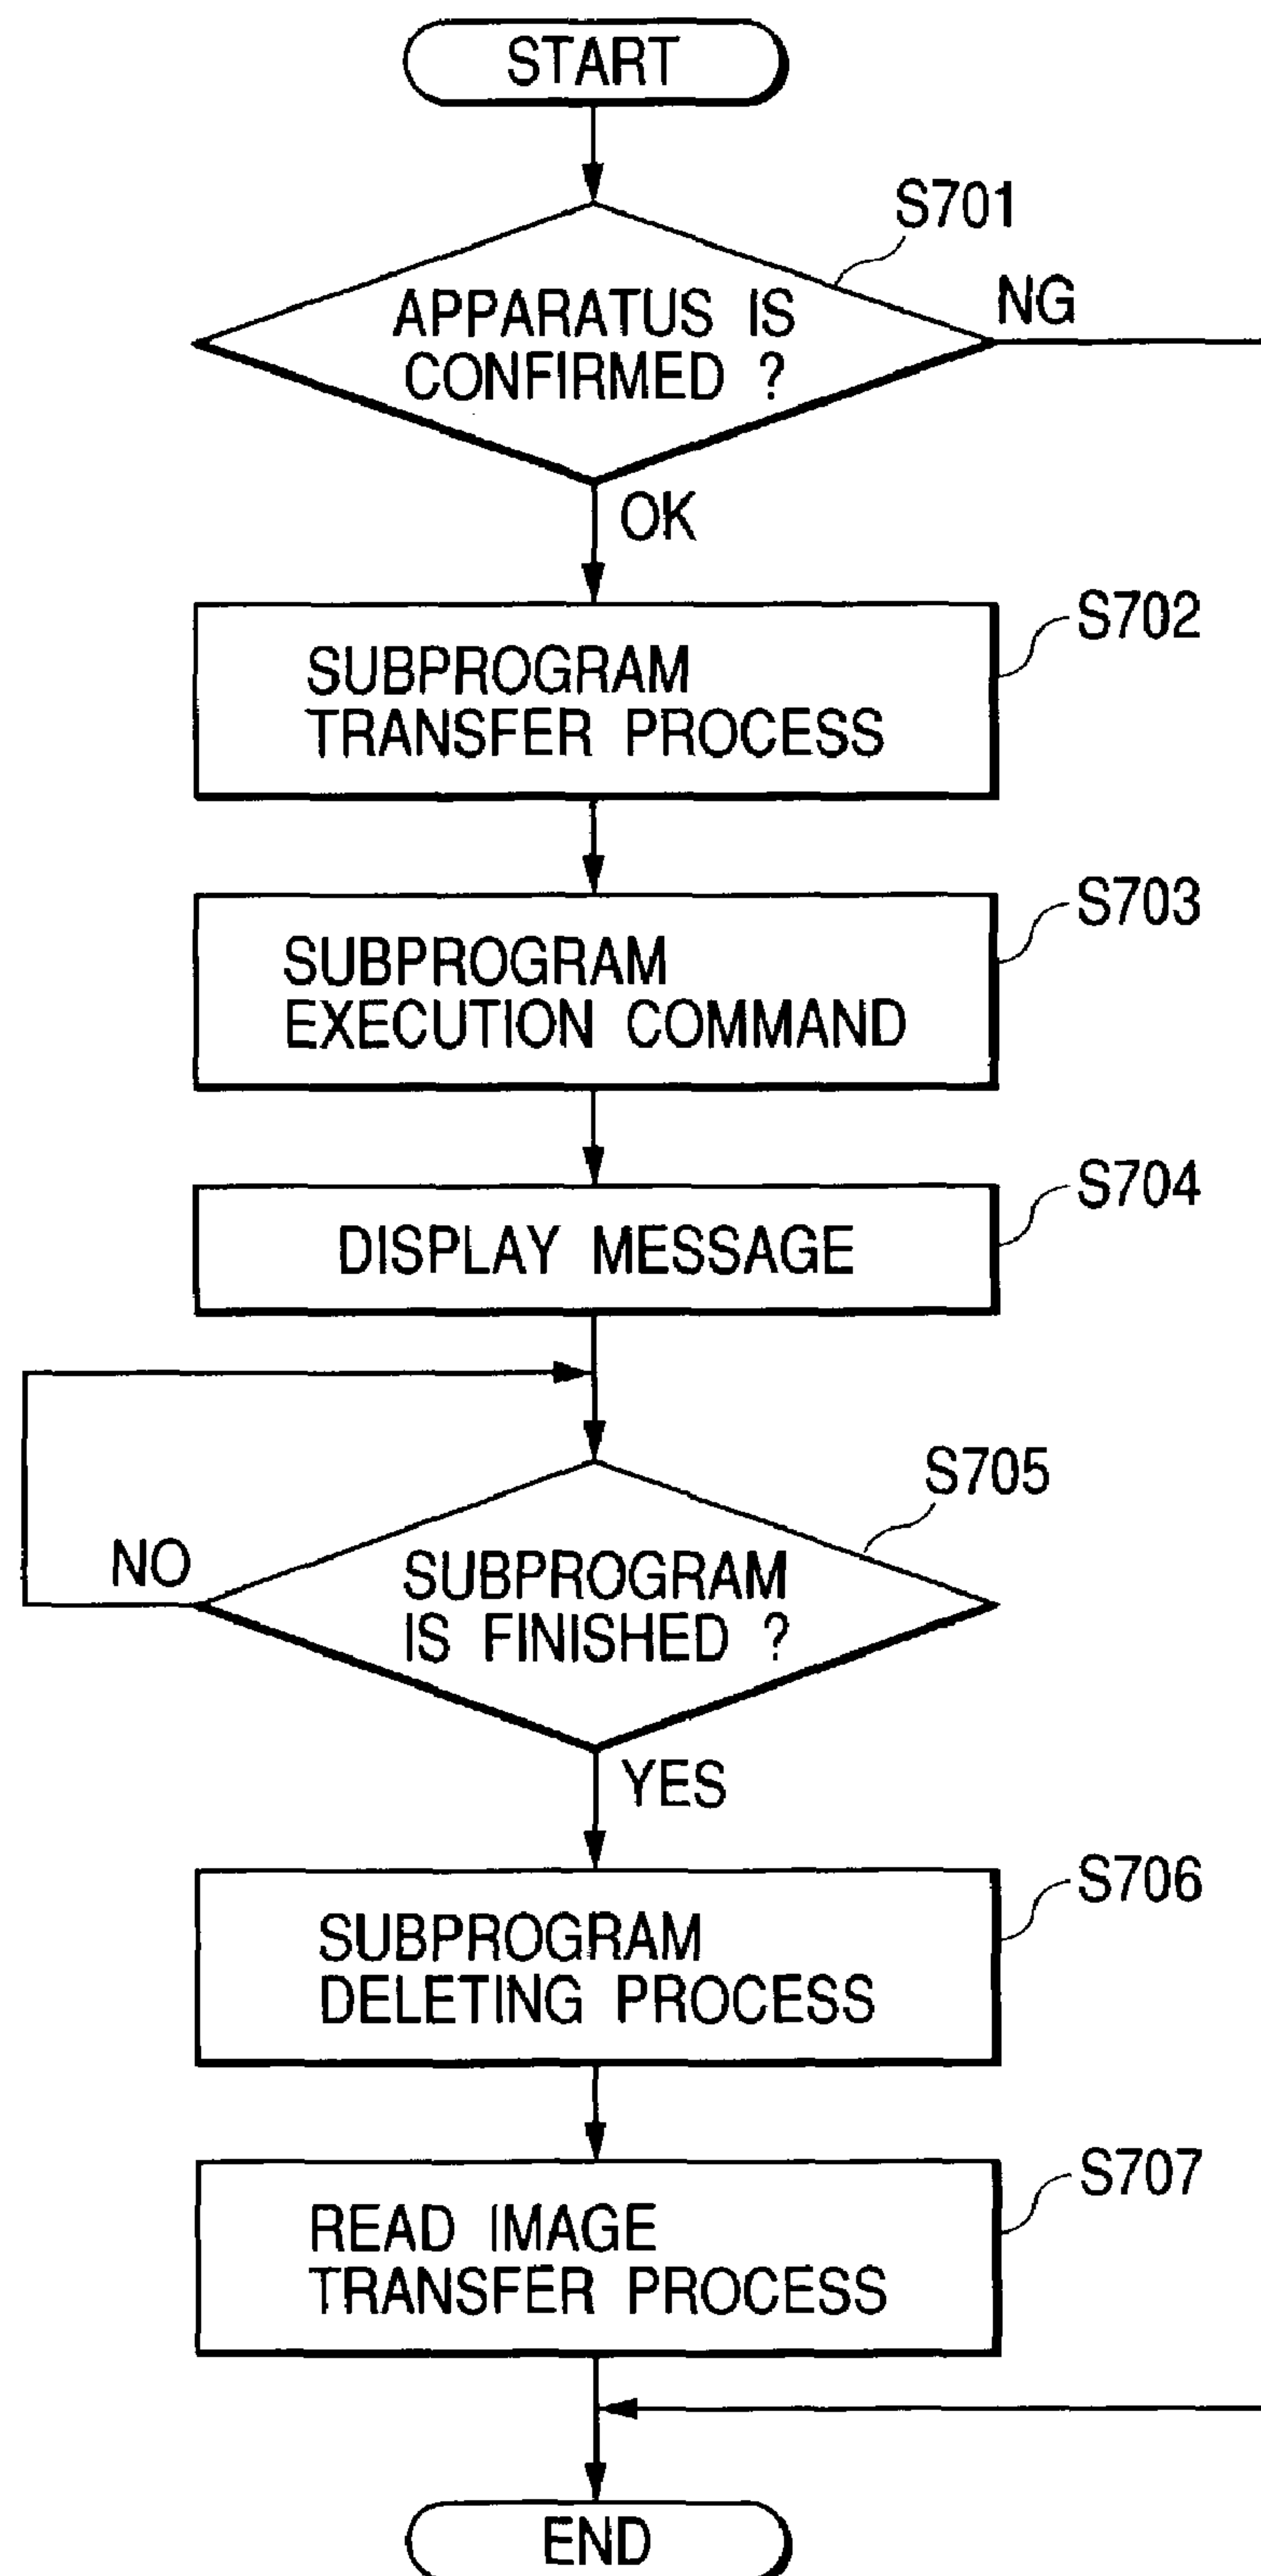 START
S701
APPARATUS IS
CONFIRMED ?
NG
OK
S702
SUBPROGRAM
TRANSFER PROCESS
S703
SUBPROGRAM
EXECUTION COMMAND
S704
DISPLAY MESSAGE
S705
SUBPROGRAM
IS FINISHED ?
NO
YES
S706
SUBPROGRAM
DELETING PROCESS
S707
READ IMAGE
TRANSFER PROCESS
END